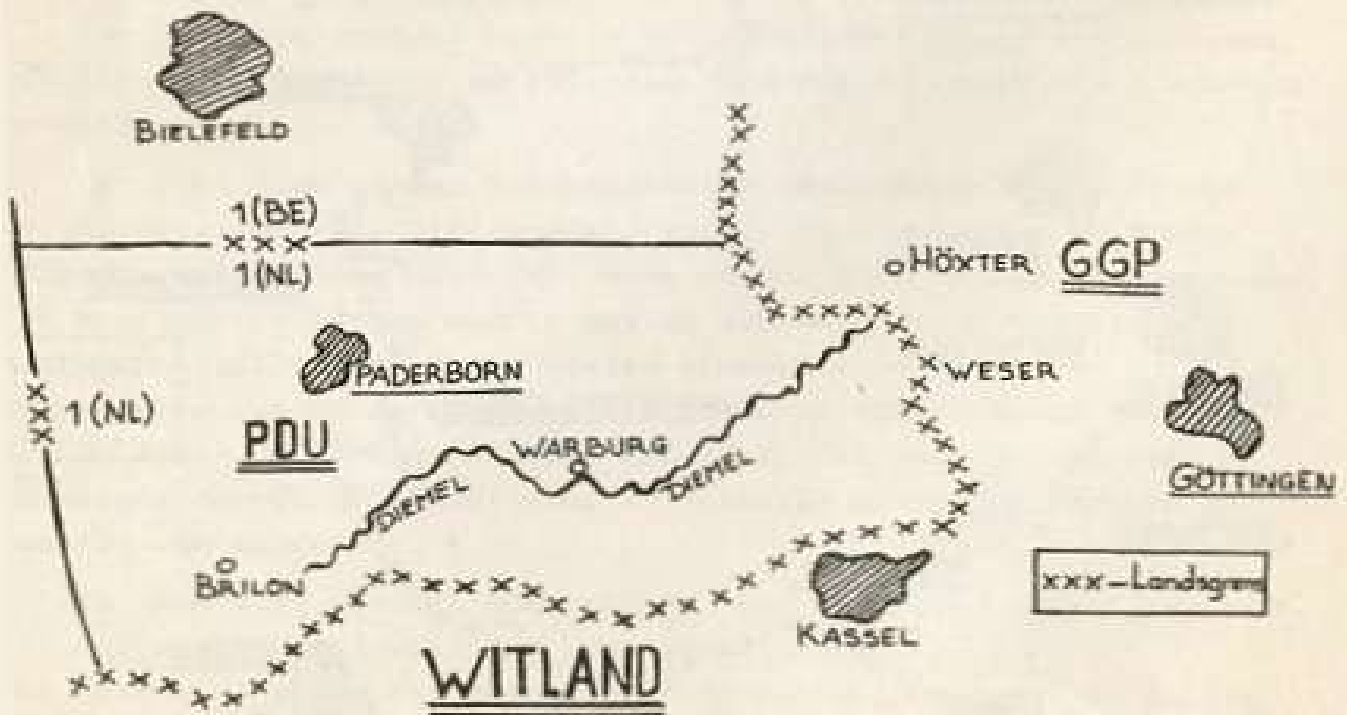 BIELEFELD
1(BE)
x x x
1(NL)
HÖXTER GGP
PADERBORN
WESER
1(NL)
PDU
WARBURG
DIEMEL
DIEMEL
GÖTTINGEN
BRILON
xxx-Landsgrens
KASSEL
WITLAND